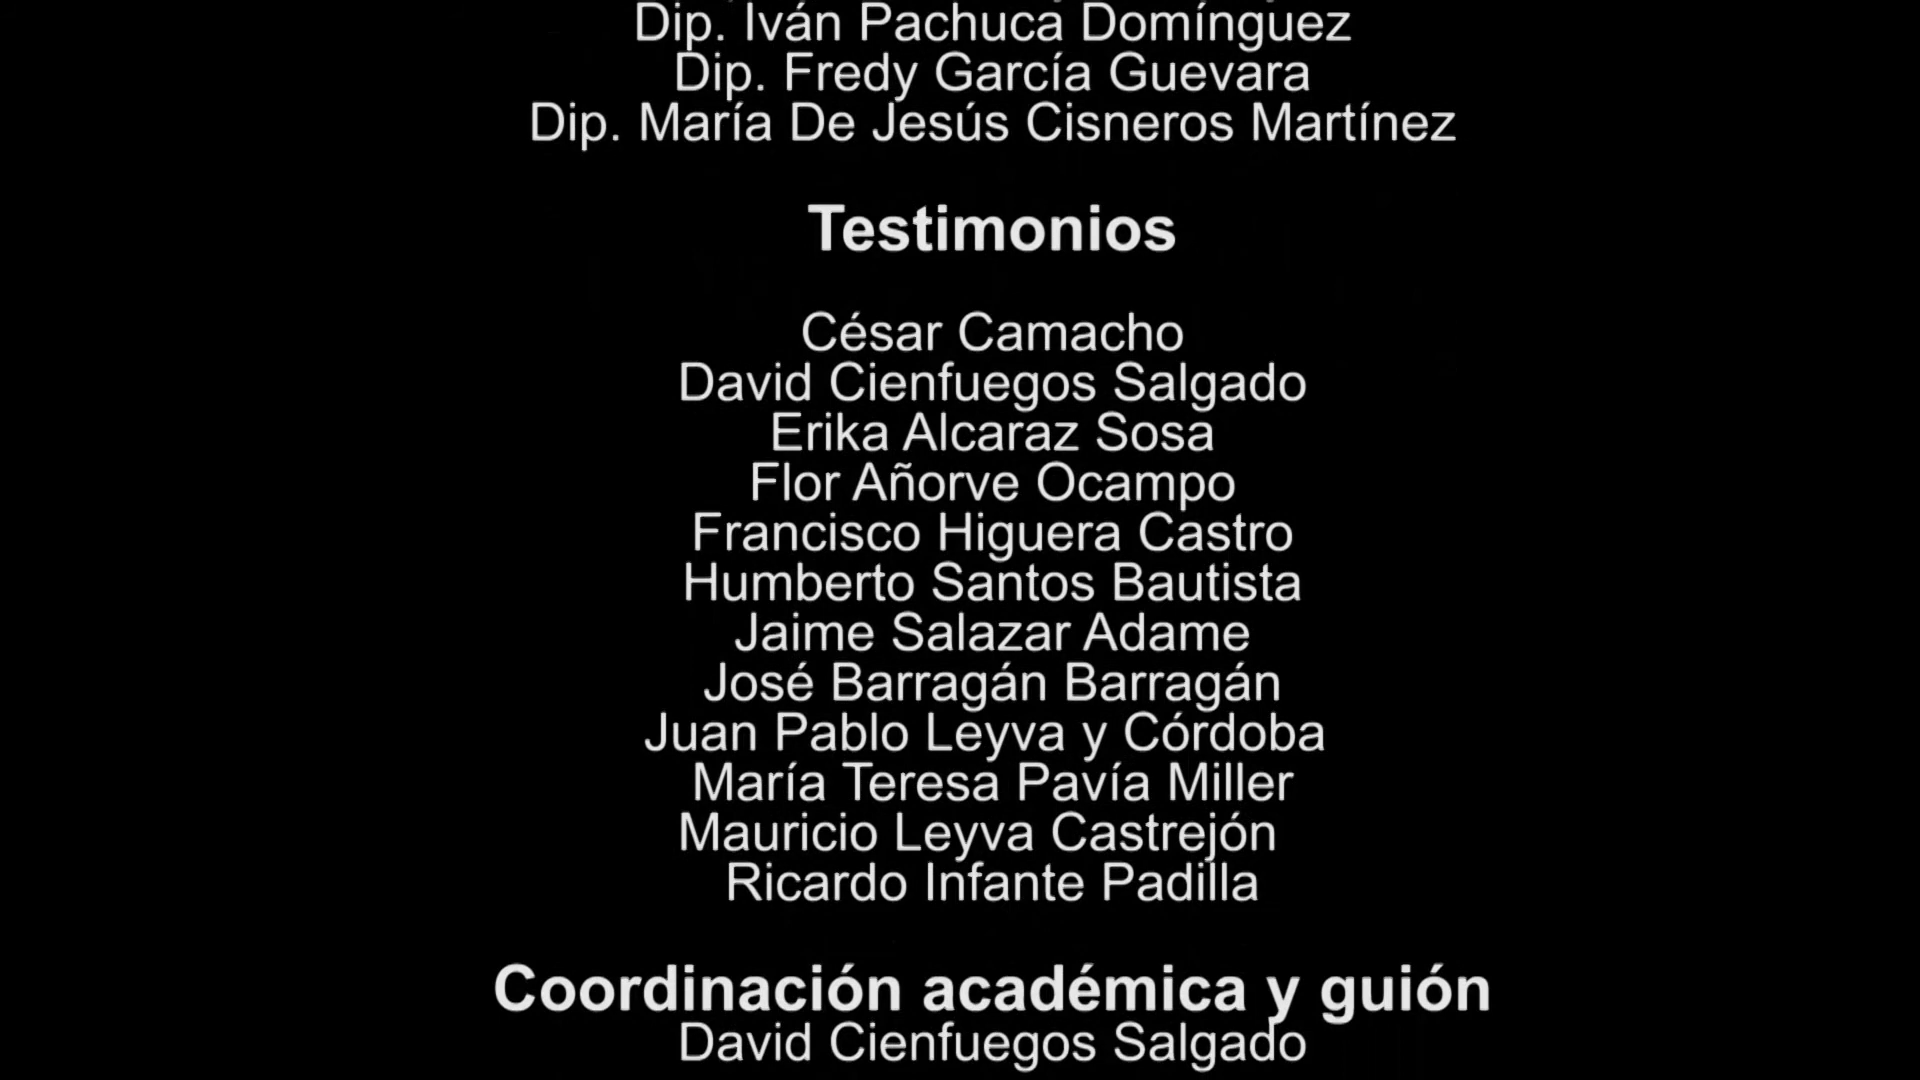 Dip. Iván Pachuca Domínguez
Dip. Fredy García Guevara
Dip. María De Jesús Cisneros Martínez
Testimonios
César Camacho
David Cienfuegos Salgado
Erika Alcaraz Sosa
Flor Añorve Ocampo
Francisco Higuera Castro
Humberto Santos Bautista
Jaime Salazar Adame
José Barragán Barragán
Juan Pablo Leyva y Córdoba
María Teresa Pavía Miller
Mauricio Leyva Castrejón
Ricardo Infante Padilla
Coordinación académica y guión
David Cienfuegos Salgado